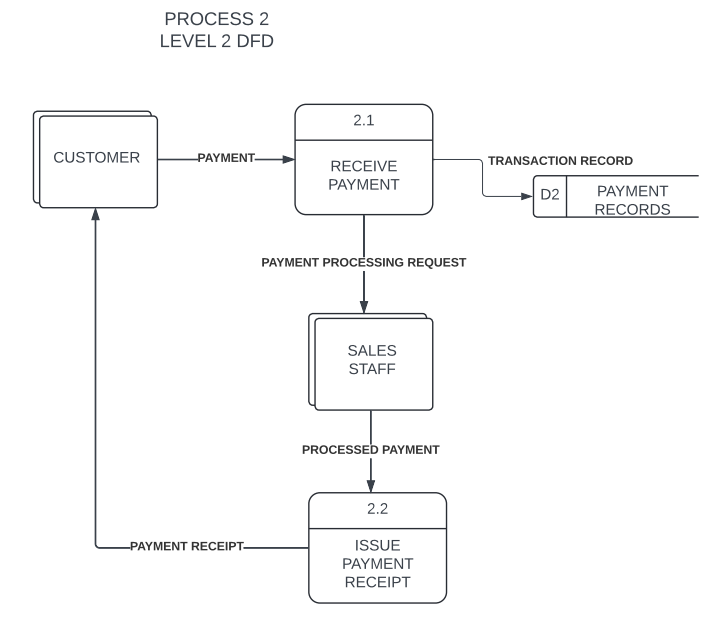 PROCESS 2
LEVEL 2 DFD
CUSTOMER
PAYMENT
2.1
RECEIVE
PAYMENT
TRANSACTION RECORD
D2
PAYMENT
RECORDS
PAYMENT PROCESSING REQUEST
SALES
STAFF
PROCESSED PAYMENT
2.2
ISSUE
PAYMENT
RECEIPT
PAYMENT RECEIPT